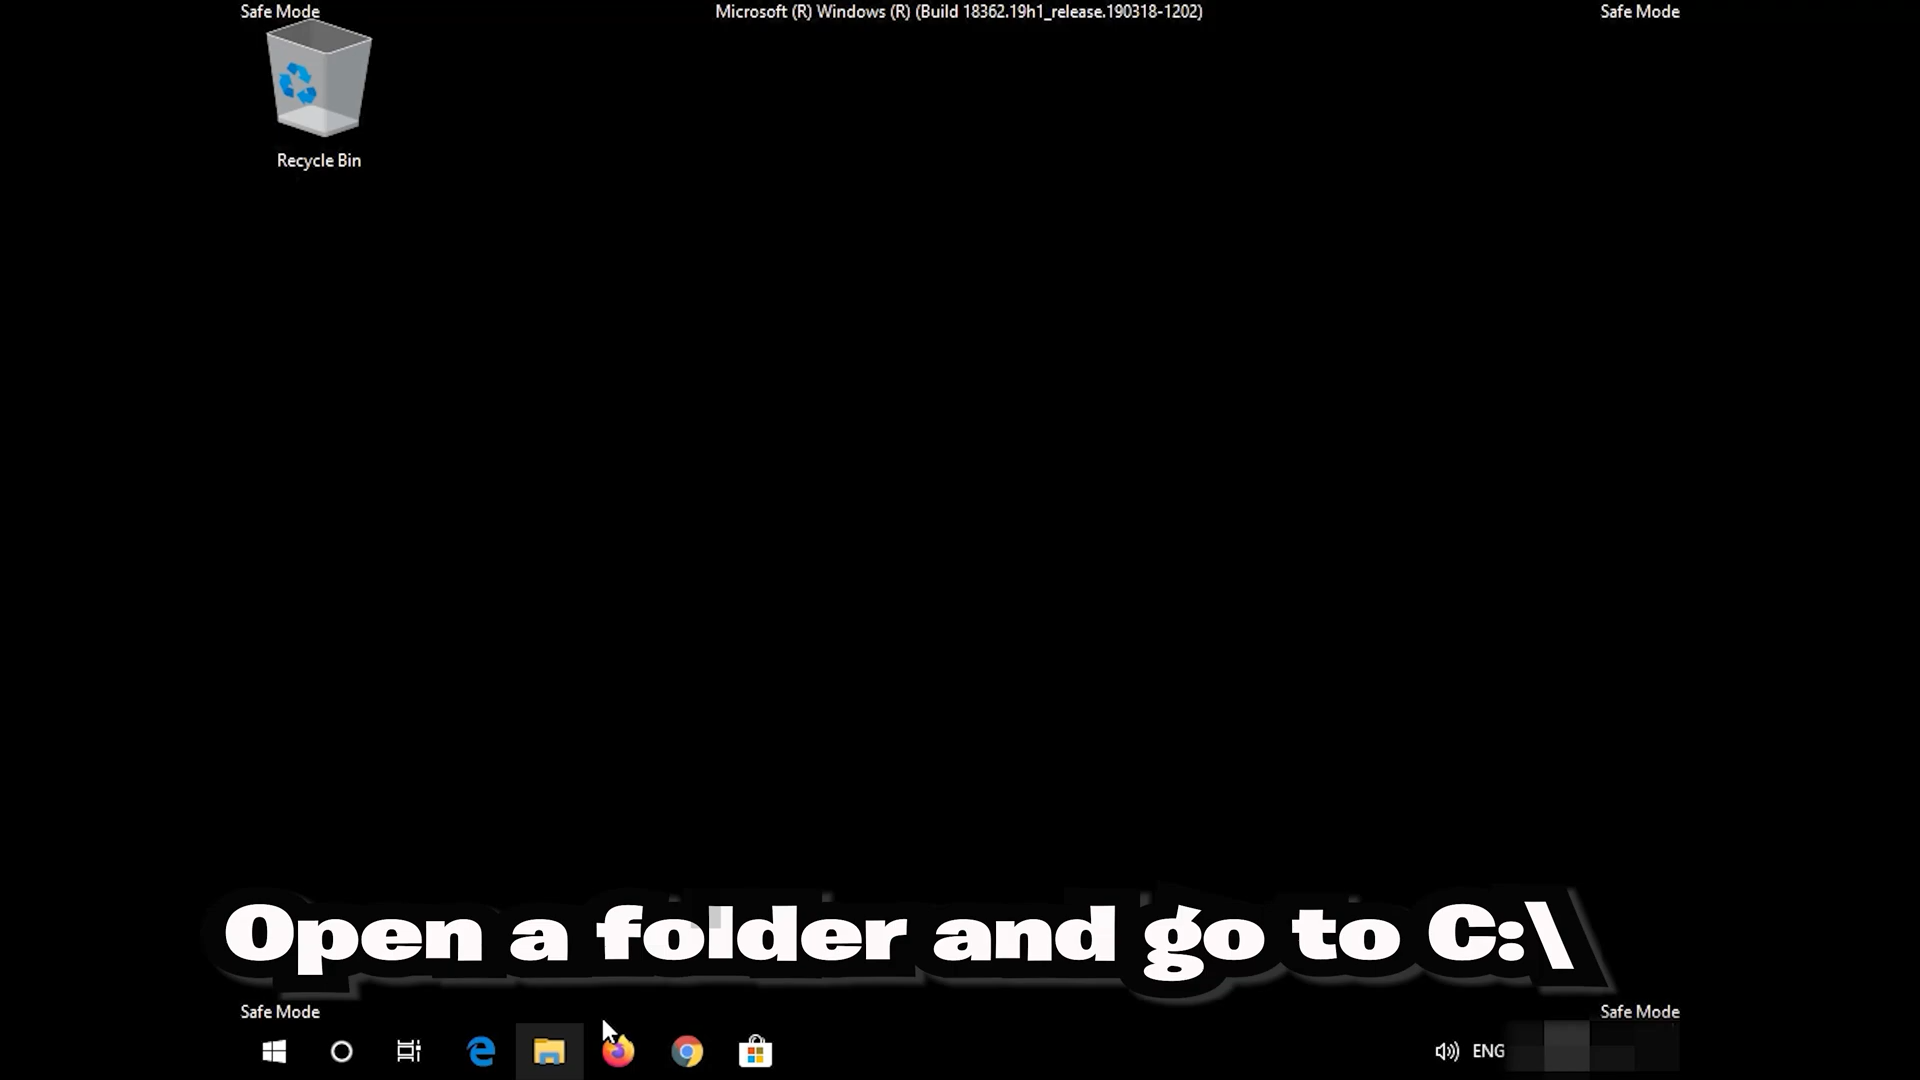 Safe Mode
Microsoft (R) Windows (R) (Build 18362.19h1_release.190318-1202)
Safe Mode
Recycle Bin
Open a folder and go to C:\
Safe Mode
Safe Mode
ENG